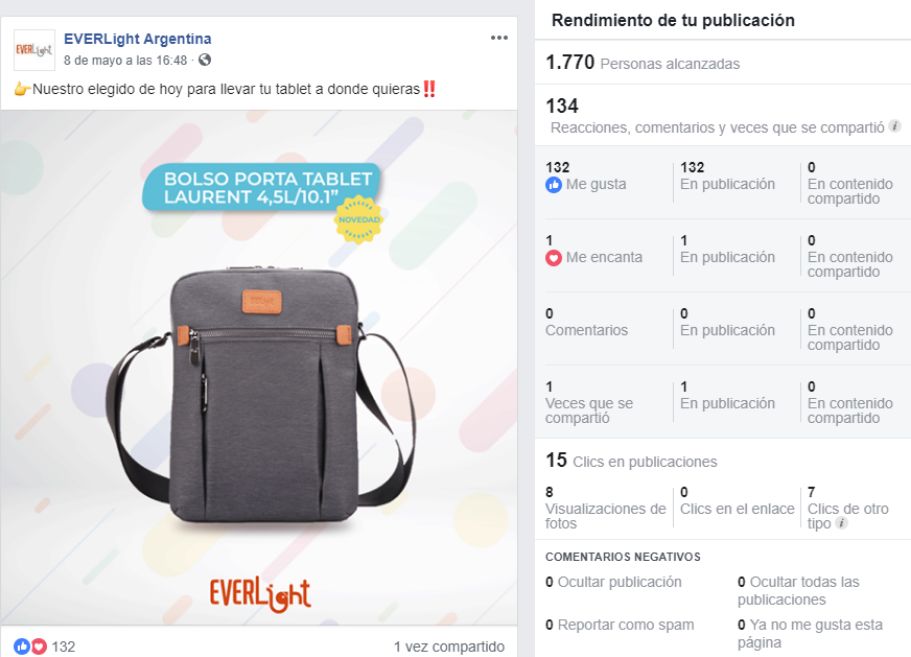 EVERLight
EVERLight Argentina
8 de mayo a las 16:48 ·
👉Nuestro elegido de hoy para llevar tu tablet a donde quieras‼️
BOLSO PORTA TABLET
LAURENT 4,5L/10.1”
NOVEDAD
EVERLight
132
1 vez compartido
Rendimiento de tu publicación
1.770 Personas alcanzadas
134
Reacciones, comentarios y veces que se compartió
132
Me gusta
132
En publicación
0
En contenido
compartido
1
Me encanta
1
En publicación
0
En contenido
compartido
0
Comentarios
0
En publicación
0
En contenido
compartido
1
Veces que se
compartió
1
En publicación
0
En contenido
compartido
15 Clics en publicaciones
8
Visualizaciones de
fotos
0
Clics en el enlace
7
Clics de otro
tipo
COMENTARIOS NEGATIVOS
0 Ocultar publicación
0 Ocultar todas las
publicaciones
0 Reportar como spam
0 Ya no me gusta esta
página